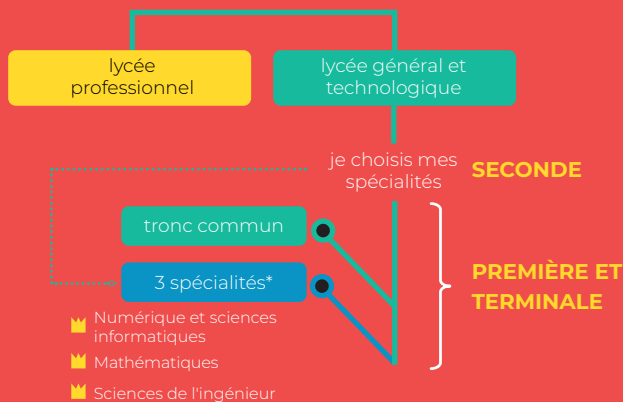 lycée
professionnel
lycée général et
technologique
je choisis mes
spécialités
SECONDE
tronc commun
3 spécialités*
PREMIÈRE ET
TERMINALE
Numérique et sciences
informatiques
Mathématiques
Sciences de l'ingénieur